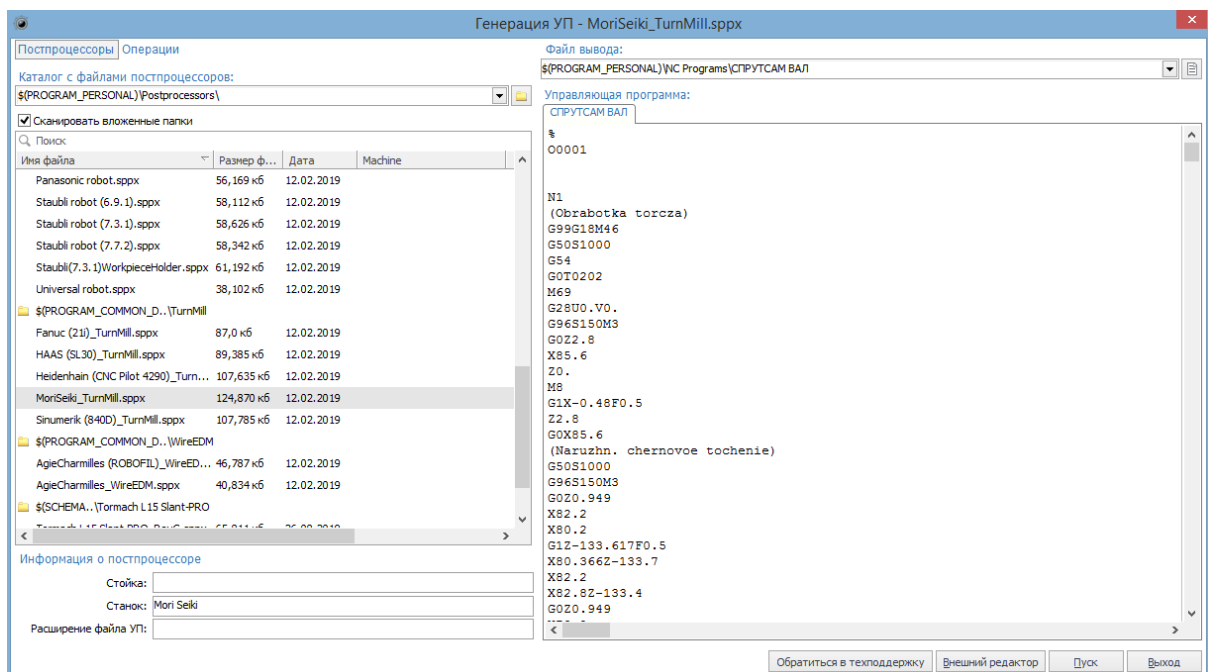 Генерация УП - MoriSeiki_TurnMill.sppx
Постпроцессоры Операции
Каталог с файлами постпроцессоров:
$(PROGRAM_PERSONAL)\Postprocessors\
Сканировать вложенные папки
Поиск
Имя файла Размер ф... Дата Machine
Panasonic robot.sppx 56,169 кб 12.02.2019
Staubli robot (6.9.1).sppx 58,112 кб 12.02.2019
Staubli robot (7.3.1).sppx 58,626 кб 12.02.2019
Staubli robot (7.7.2).sppx 58,342 кб 12.02.2019
Staubli(7.3.1)WorkpieceHolder.sppx 61,192 кб 12.02.2019
Universal robot.sppx 38,102 кб 12.02.2019
$(PROGRAM_COMMON_D..\TurnMill
Fanuc (21i)_TurnMill.sppx 87,0 кб 12.02.2019
HAAS (SL30)_TurnMill.sppx 89,385 кб 12.02.2019
Heidenhain (CNC Pilot 4290)_Turn... 107,635 кб 12.02.2019
MoriSeiki_TurnMill.sppx 124,870 кб 12.02.2019
Sinumerik (840D)_TurnMill.sppx 107,785 кб 12.02.2019
$(PROGRAM_COMMON_D..\WireEDM
AgieCharmilles (ROBOFIL)_WireED... 46,787 кб 12.02.2019
AgieCharmilles_WireEDM.sppx 40,834 кб 12.02.2019
$(SCHEMA..\Tormach L15 Slant-PRO
Информация о постпроцессоре
Стойка:
Станок: Mori Seiki
Расширение файла УП:
Файл вывода:
$(PROGRAM_PERSONAL)\NC Programs\СПРУТСАМ ВАЛ
Управляющая программа:
СПРУТСАМ ВАЛ
%
O0001
N1
(Obrabotka torcza)
G99G18M46
G50S1000
G54
G0T0202
M69
G28U0.V0.
G96S150M3
G0Z2.8
X85.6
Z0.
M8
G1X-0.48F0.5
Z2.8
G0X85.6
(Naruzhn. chernovoe tochenie)
G50S1000
G96S150M3
G0Z0.949
X82.2
X80.2
G1Z-133.617F0.5
X80.366Z-133.7
X82.2
X82.8Z-133.4
G0Z0.949
Обратиться в техподдержку Внешний редактор Пуск Выход